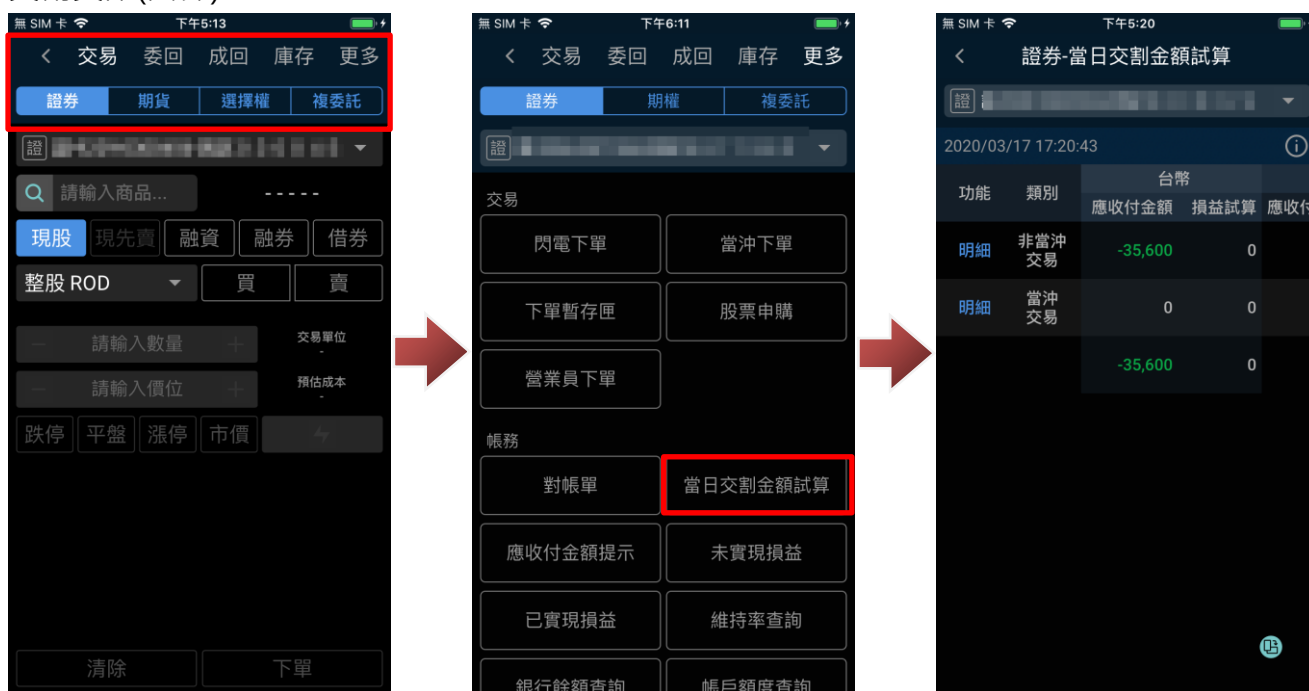 無 SIM 卡 下午5:13
交易 委回 成回 庫存 更多
證券 期貨 選擇權 複委託
證
請輸入商品... - - - - -
現股 現先賣 融資 融券 借券
整股 ROD 買 賣
請輸入數量 交易單位
-
請輸入價位 預估成本
-
跌停 平盤 漲停 市價
清除 下單
無 SIM 卡 下午6:11
交易 委回 成回 庫存 更多
證券 期權 複委託
證
交易
閃電下單 當沖下單
下單暫存匣 股票申購
營業員下單
帳務
對帳單 當日交割金額試算
應收付金額提示 未實現損益
已實現損益 維持率查詢
銀行餘額查詢 帳戶額度查詢
無 SIM 卡 下午5:20
證券-當日交割金額試算
證
2020/03/17 17:20:43
台幣
功能 類別 應收付金額 損益試算 應收付
明細 非當沖交易 -35,600 0
明細 當沖交易 0 0
-35,600 0